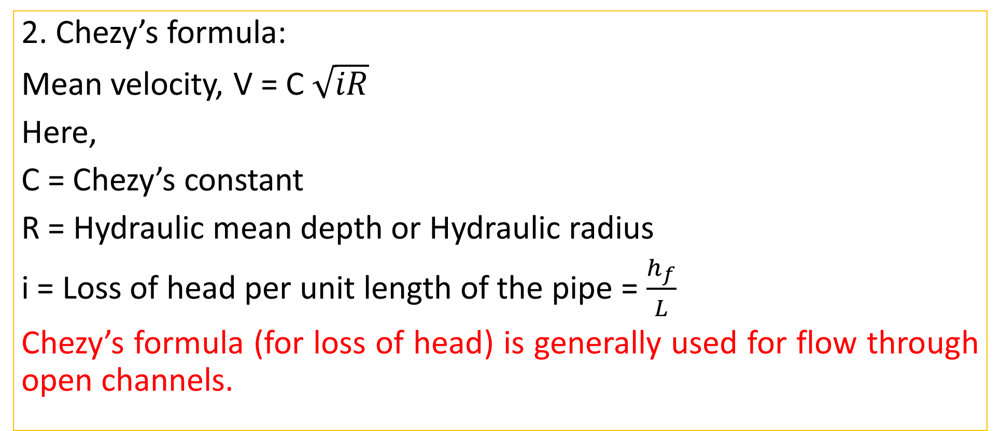 2. Chezy’s formula:
Mean velocity, V = C √iR
Here,
C = Chezy’s constant
R = Hydraulic mean depth or Hydraulic radius
i = Loss of head per unit length of the pipe = h_f/L
Chezy’s formula (for loss of head) is generally used for flow through
open channels.